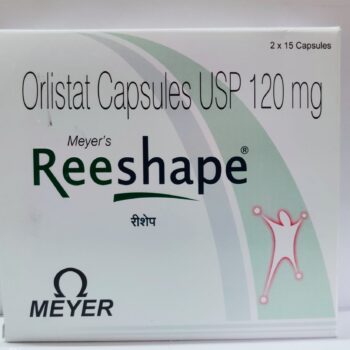 2 x 15 Capsules
Orlistat Capsules USP 120 mg
Meyer's
Reeshape®
रीशेप
MEYER